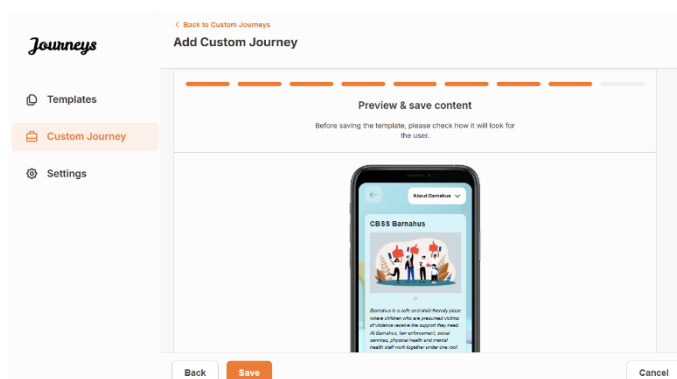 Journeys
Templates
Custom Journey
Settings
< Back to Custom Journeys
Add Custom Journey
Preview & save content
Before saving the template, please check how it will look for
the user.
About Barnahus
CBSS Barnahus
Barnahus is a safe and child friendly place
where children who are presumed victims
of violence receive the support they need.
At Barnahus, law enforcement, social
services, physical health and mental
health staff work together under one roof.
Back
Save
Cancel